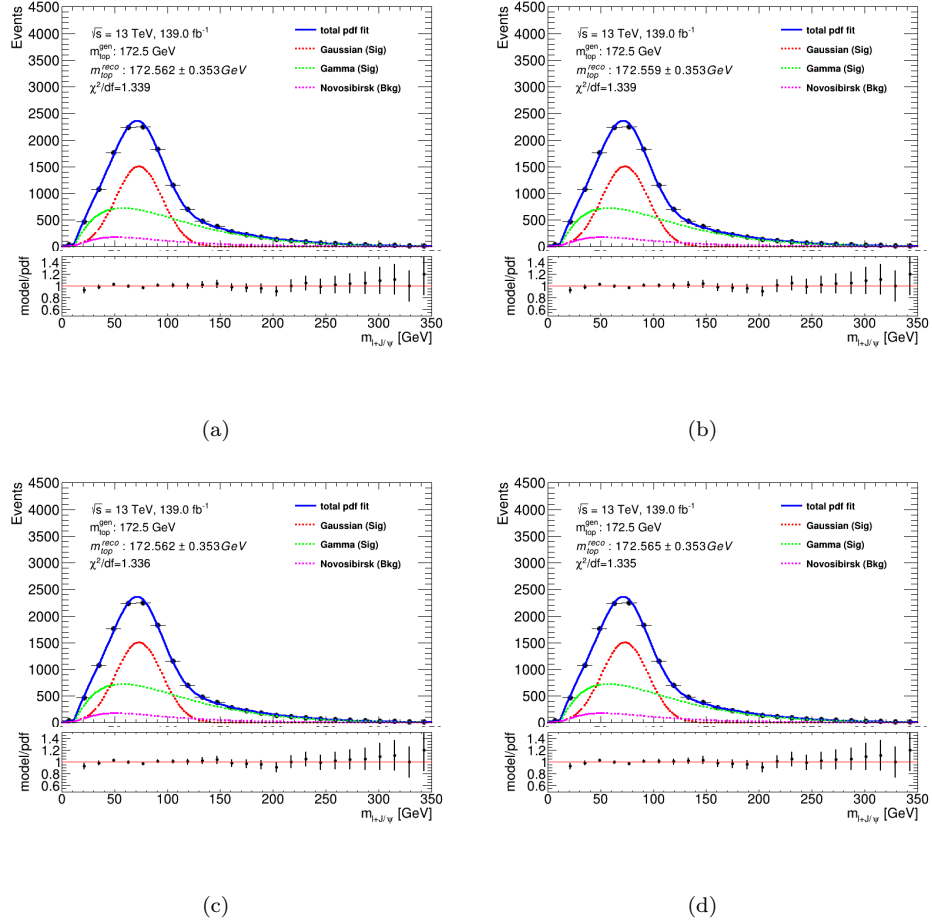 Events
4500
4000
3500
3000
2500
2000
1500
1000
500
0
√s = 13 TeV, 139.0 fb⁻¹
m_top^gen: 172.5 GeV
m_top^reco : 172.562 ± 0.353GeV
χ²/df=1.339
total pdf fit
Gaussian (Sig)
Gamma (Sig)
Novosibirsk (Bkg)
model/pdf
1.4
1.2
1
0.8
0.6
0 50 100 150 200 250 300 350
m_l+J/ψ [GeV]
(a)
Events
4500
4000
3500
3000
2500
2000
1500
1000
500
0
√s = 13 TeV, 139.0 fb⁻¹
m_top^gen: 172.5 GeV
m_top^reco : 172.559 ± 0.353GeV
χ²/df=1.339
total pdf fit
Gaussian (Sig)
Gamma (Sig)
Novosibirsk (Bkg)
model/pdf
1.4
1.2
1
0.8
0.6
0 50 100 150 200 250 300 350
m_l+J/ψ [GeV]
(b)
Events
4500
4000
3500
3000
2500
2000
1500
1000
500
0
√s = 13 TeV, 139.0 fb⁻¹
m_top^gen: 172.5 GeV
m_top^reco : 172.562 ± 0.353GeV
χ²/df=1.336
total pdf fit
Gaussian (Sig)
Gamma (Sig)
Novosibirsk (Bkg)
model/pdf
1.4
1.2
1
0.8
0.6
0 50 100 150 200 250 300 350
m_l+J/ψ [GeV]
(c)
Events
4500
4000
3500
3000
2500
2000
1500
1000
500
0
√s = 13 TeV, 139.0 fb⁻¹
m_top^gen: 172.5 GeV
m_top^reco : 172.565 ± 0.353GeV
χ²/df=1.335
total pdf fit
Gaussian (Sig)
Gamma (Sig)
Novosibirsk (Bkg)
model/pdf
1.4
1.2
1
0.8
0.6
0 50 100 150 200 250 300 350
m_l+J/ψ [GeV]
(d)